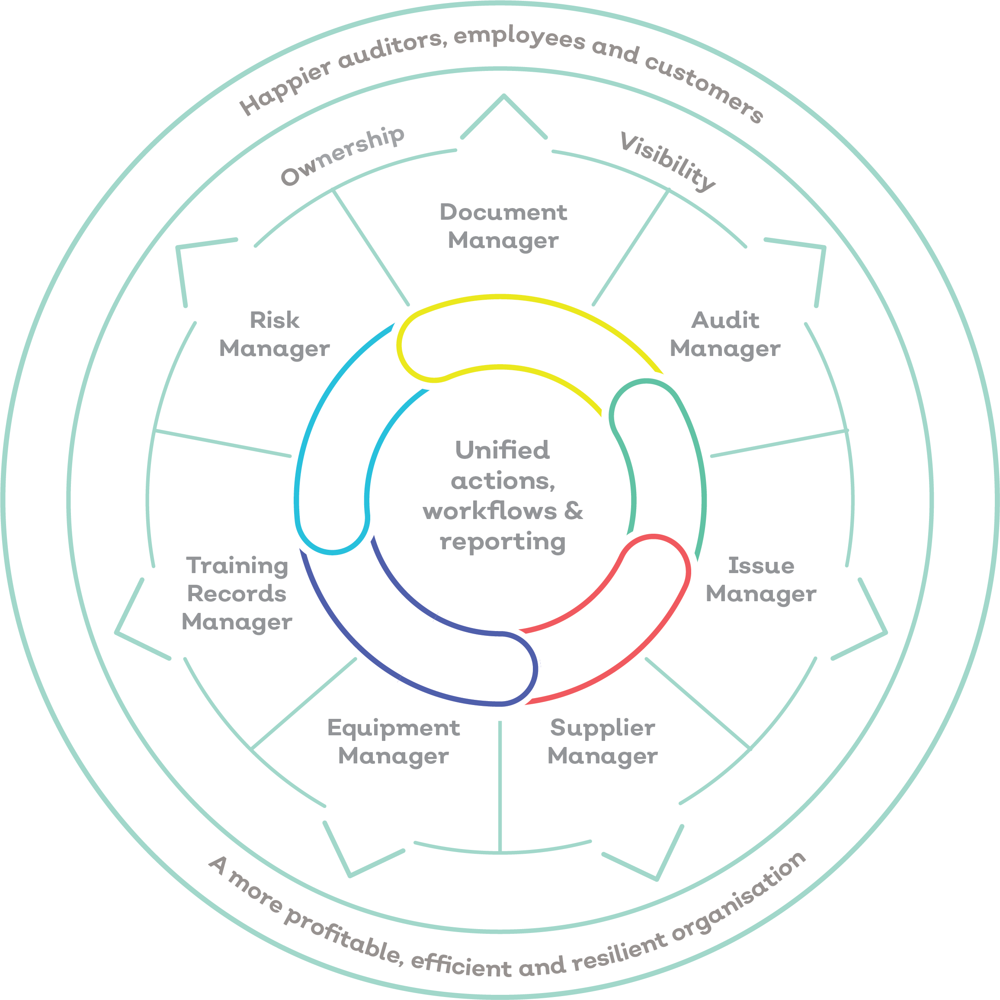 Happier auditors, employees and customers
Ownership
Visibility
Document
Manager
Risk
Manager
Audit
Manager
Unified
actions,
workflows &
reporting
Training
Records
Manager
Issue
Manager
Equipment
Manager
Supplier
Manager
A more profitable, efficient and resilient organisation